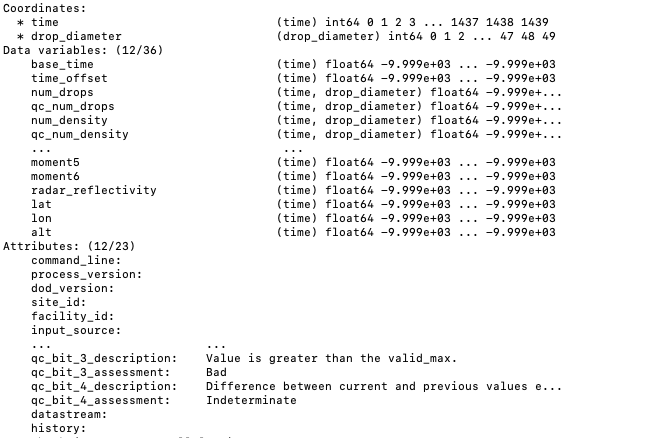 Coordinates:
  * time                    (time) int64 0 1 2 3 ... 1437 1438 1439
  * drop_diameter           (drop_diameter) int64 0 1 2 ... 47 48 49
Data variables: (12/36)
    base_time               (time) float64 -9.999e+03 ... -9.999e+03
    time_offset             (time) float64 -9.999e+03 ... -9.999e+03
    num_drops               (time, drop_diameter) float64 -9.999e+...
    qc_num_drops            (time, drop_diameter) float64 -9.999e+...
    num_density             (time, drop_diameter) float64 -9.999e+...
    qc_num_density          (time, drop_diameter) float64 -9.999e+...
    ...                      ...
    moment5                 (time) float64 -9.999e+03 ... -9.999e+03
    moment6                 (time) float64 -9.999e+03 ... -9.999e+03
    radar_reflectivity      (time) float64 -9.999e+03 ... -9.999e+03
    lat                     (time) float64 -9.999e+03 ... -9.999e+03
    lon                     (time) float64 -9.999e+03 ... -9.999e+03
    alt                     (time) float64 -9.999e+03 ... -9.999e+03
Attributes: (12/23)
    command_line:
    process_version:
    dod_version:
    site_id:
    facility_id:
    input_source:
    ...                  ...
    qc_bit_3_description:    Value is greater than the valid_max.
    qc_bit_3_assessment:     Bad
    qc_bit_4_description:    Difference between current and previous values e...
    qc_bit_4_assessment:     Indeterminate
    datastream:
    history: